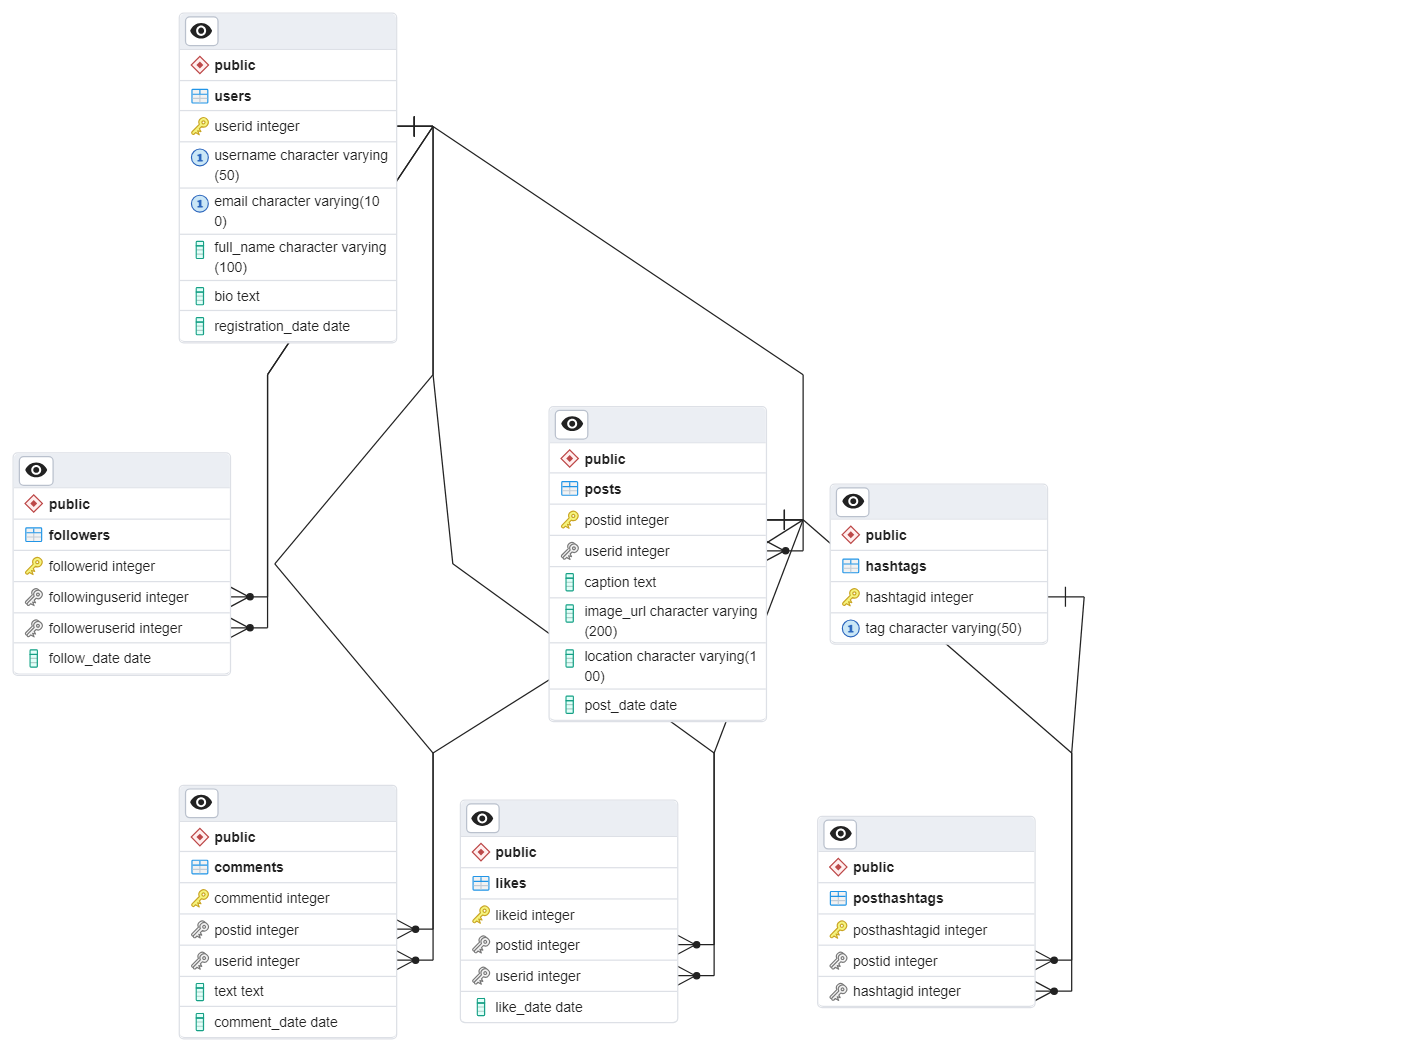 public
users
userid integer
username character varying
(50)
email character varying(10
0)
full_name character varying
(100)
bio text
registration_date date
public
followers
followerid integer
followinguserid integer
followeruserid integer
follow_date date
public
posts
postid integer
userid integer
caption text
image_url character varying
(200)
location character varying(1
00)
post_date date
public
hashtags
hashtagid integer
tag character varying(50)
public
comments
commentid integer
postid integer
userid integer
text text
comment_date date
public
likes
likeid integer
postid integer
userid integer
like_date date
public
posthashtags
posthashtagid integer
postid integer
hashtagid integer